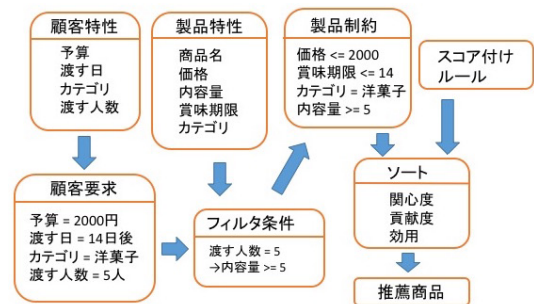 顧客特性
予算
渡す日
カテゴリ
渡す人数
製品特性
商品名
価格
内容量
賞味期限
カテゴリ
製品制約
価格 <= 2000
賞味期限 <= 14
カテゴリ = 洋菓子
内容量 >= 5
スコア付け
ルール
顧客要求
予算 = 2000円
渡す日 = 14日後
カテゴリ = 洋菓子
渡す人数 = 5人
フィルタ条件
渡す人数 = 5
→内容量 >= 5
ソート
関心度
貢献度
効用
推薦商品